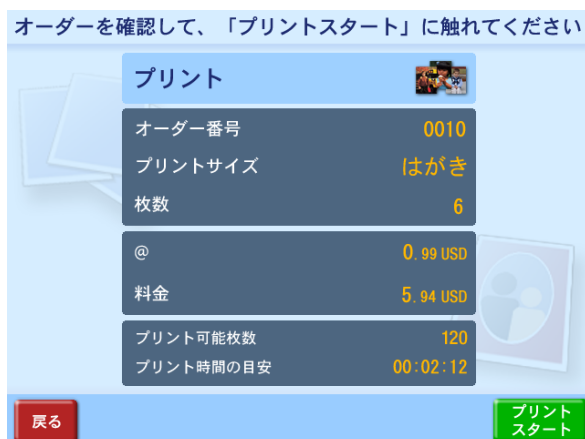 オーダーを確認して、「プリントスタート」に触れてください
プリント
オーダー番号 0010
プリントサイズ はがき
枚数 6
@ 0.99 USD
料金 5.94 USD
プリント可能枚数 120
プリント時間の目安 00:02:12
戻る
プリント
スタート